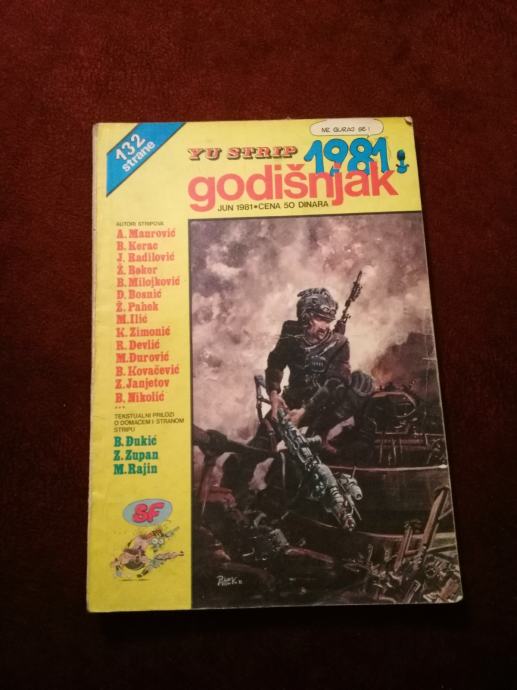 132
strane
NE GURAJ SE!
YU STRIP
1981
godišnjak
JUN 1981 • CENA 50 DINARA
AUTORI STRIPOVA
A. Maurović
B. Kerac
J. Radilović
Ž. Beker
B. Milojković
D. Bosnić
Ž. Pahek
M. Ilić
K. Zimonić
R. Devlić
M. Đurović
B. Kovačević
Z. Janjetov
B. Nikolić
***
TEKSTUALNI PRILOZI
O DOMAĆEM I STRANOM
STRIPU
B. Đukić
Z. Zupan
M. Rajin
SF